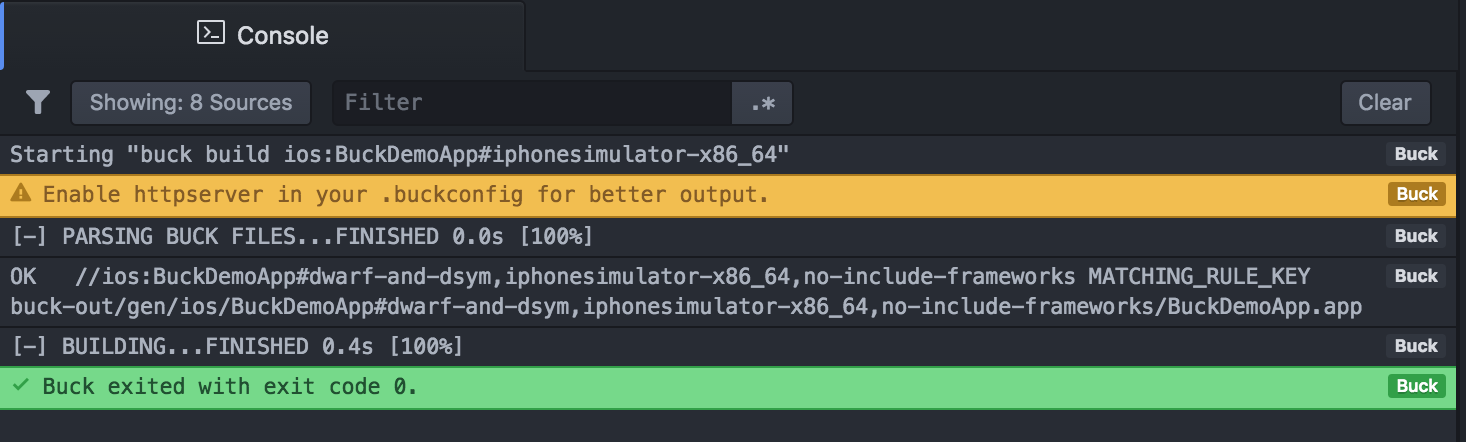 Console
Showing: 8 Sources Filter .* Clear
Starting "buck build ios:BuckDemoApp#iphonesimulator-x86_64" Buck
Enable httpserver in your .buckconfig for better output. Buck
[-] PARSING BUCK FILES...FINISHED 0.0s [100%] Buck
OK //ios:BuckDemoApp#dwarf-and-dsym,iphonesimulator-x86_64,no-include-frameworks MATCHING_RULE_KEY Buck
buck-out/gen/ios/BuckDemoApp#dwarf-and-dsym,iphonesimulator-x86_64,no-include-frameworks/BuckDemoApp.app
[-] BUILDING...FINISHED 0.4s [100%] Buck
Buck exited with exit code 0. Buck